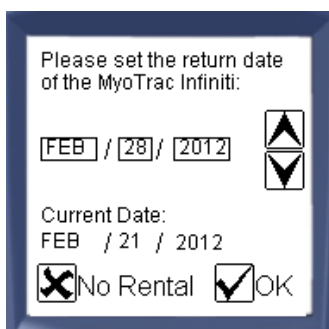 Please set the return date
of the MyoTrac Infiniti:
FEB / 28 / 2012
Current Date:
FEB / 21 / 2012
No Rental OK